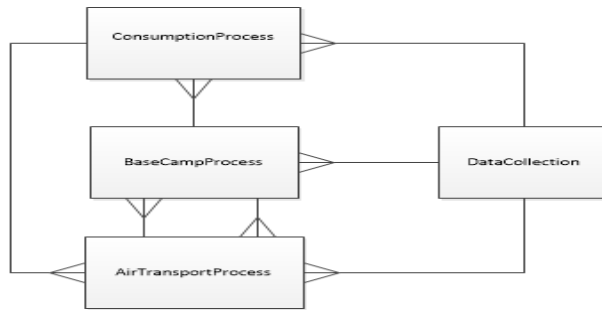 ConsumptionProcess
BaseCampProcess
DataCollection
AirTransportProcess